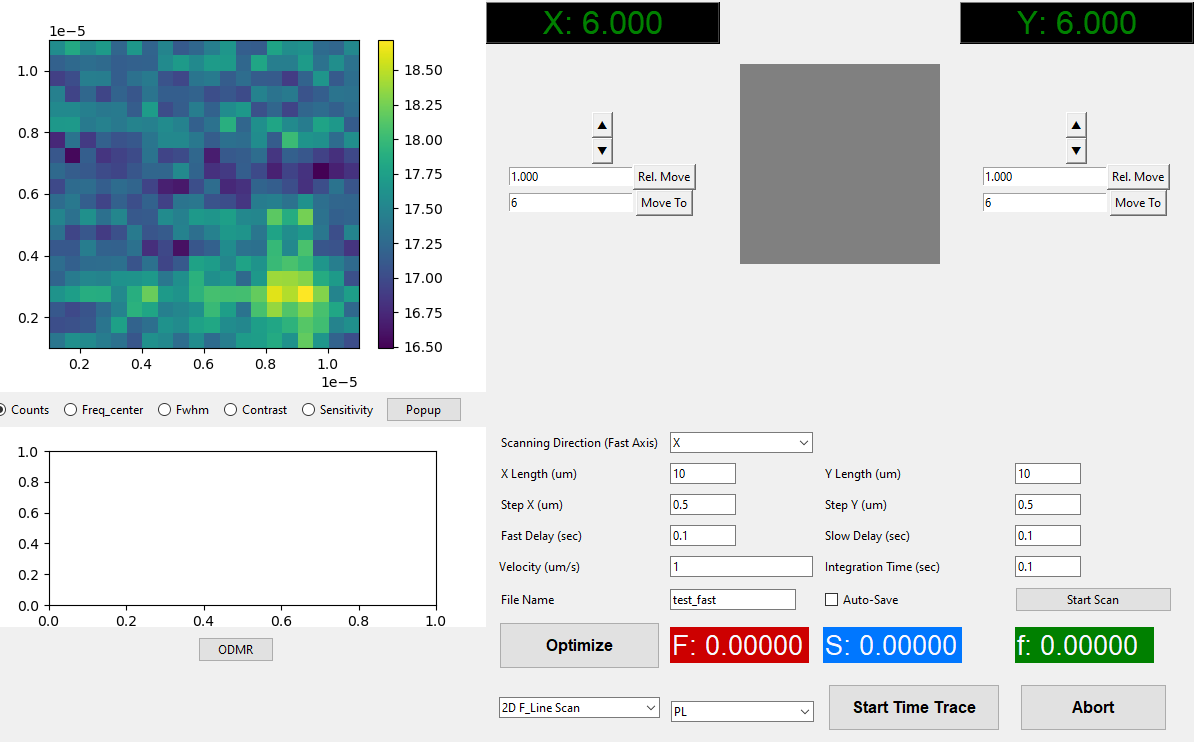 X: 6.000
Y: 6.000
1e−5
1.0
0.8
0.6
0.4
0.2
0.2 0.4 0.6 0.8 1.0
1e−5
18.50
18.25
18.00
17.75
17.50
17.25
17.00
16.75
16.50
▲
▼
1.000 Rel. Move
6 Move To
▲
▼
1.000 Rel. Move
6 Move To
Counts Freq_center Fwhm Contrast Sensitivity Popup
1.0
0.8
0.6
0.4
0.2
0.0
0.0 0.2 0.4 0.6 0.8 1.0
ODMR
Scanning Direction (Fast Axis) X
X Length (um) 10 Y Length (um) 10
Step X (um) 0.5 Step Y (um) 0.5
Fast Delay (sec) 0.1 Slow Delay (sec) 0.1
Velocity (um/s) 1 Integration Time (sec) 0.1
File Name test_fast Auto-Save Start Scan
Optimize F: 0.00000 S: 0.00000 f: 0.00000
2D F_Line Scan PL Start Time Trace Abort